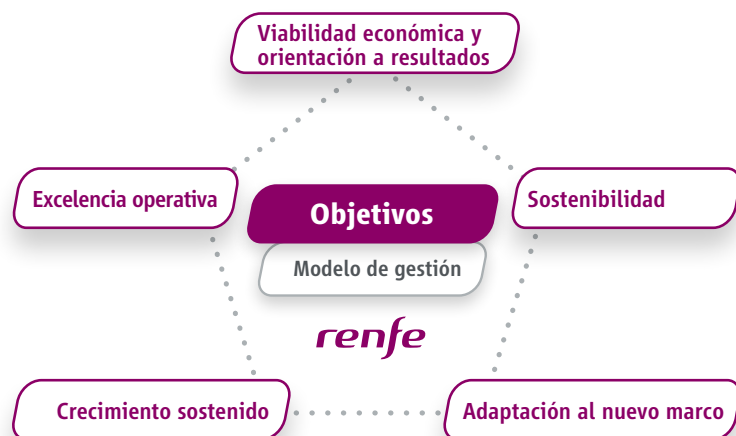 Viabilidad económica y
orientación a resultados
Excelencia operativa
Objetivos
Sostenibilidad
Modelo de gestión
renfe
Crecimiento sostenido
Adaptación al nuevo marco